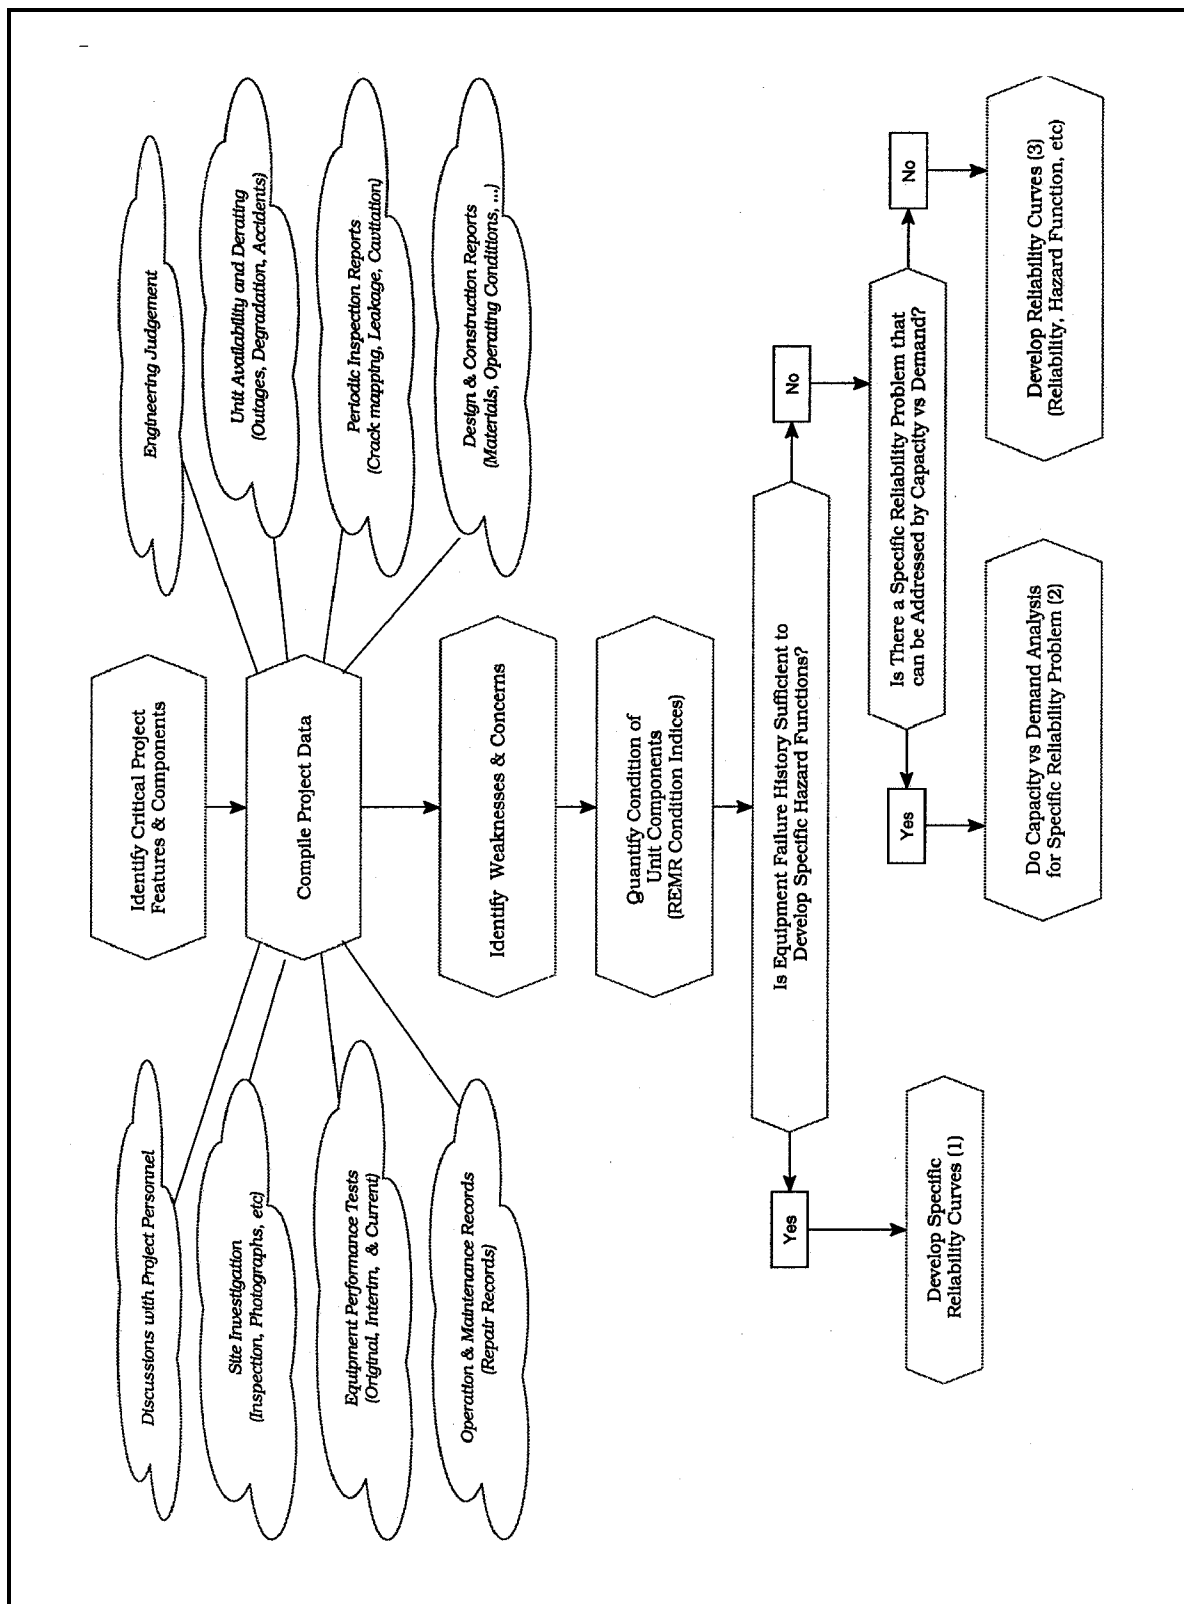 Identify Critical Project
Features & Components
Discussions with Project Personnel
Site Investigation
(Inspection, Photographs, etc)
Equipment Performance Tests
(Original, Interim, & Current)
Operation & Maintenance Records
(Repair Records)
Compile Project Data
Engineering Judgement
Unit Availability and Derating
(Outages, Degradation, Accidents)
Periodic Inspection Reports
(Crack mapping, Leakage, Cavitation)
Design & Construction Reports
(Materials, Operating Conditions, ...)
Identify Weaknesses & Concerns
Quantify Condition of
Unit Components
(REMR Condition Indices)
Is Equipment Failure History Sufficient to
Develop Specific Hazard Functions?
Yes
No
Develop Specific
Reliability Curves (1)
Is There a Specific Reliability Problem that
can be Addressed by Capacity vs Demand?
Yes
No
Do Capacity vs Demand Analysis
for Specific Reliability Problem (2)
Develop Reliability Curves (3)
(Reliability, Hazard Function, etc)